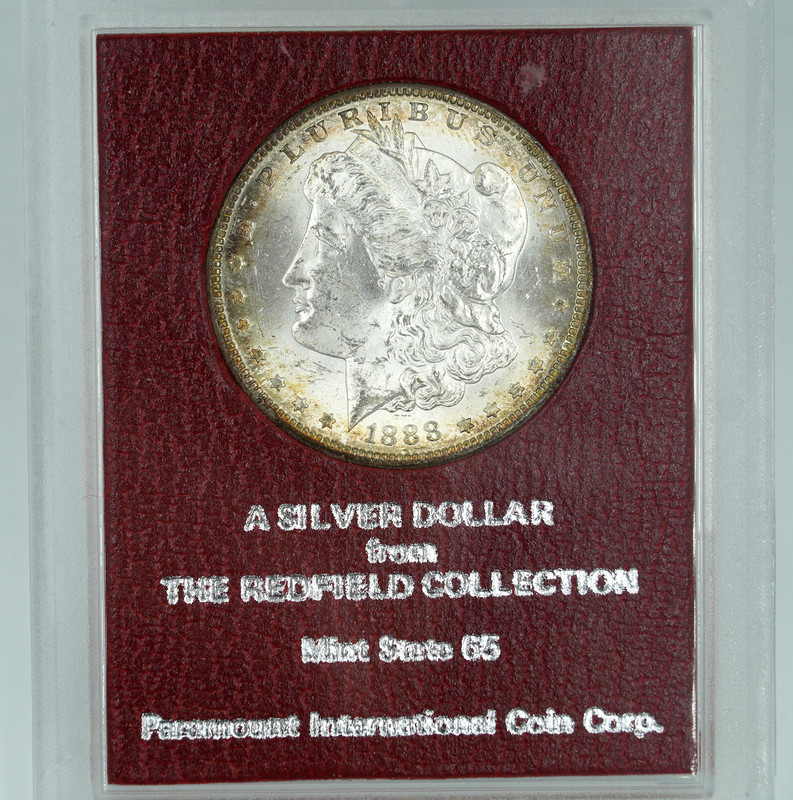 E PLURIBUS UNUM
1883
A SILVER DOLLAR
from
THE REDFIELD COLLECTION
Mint State 65
Paramount International Coin Corp.